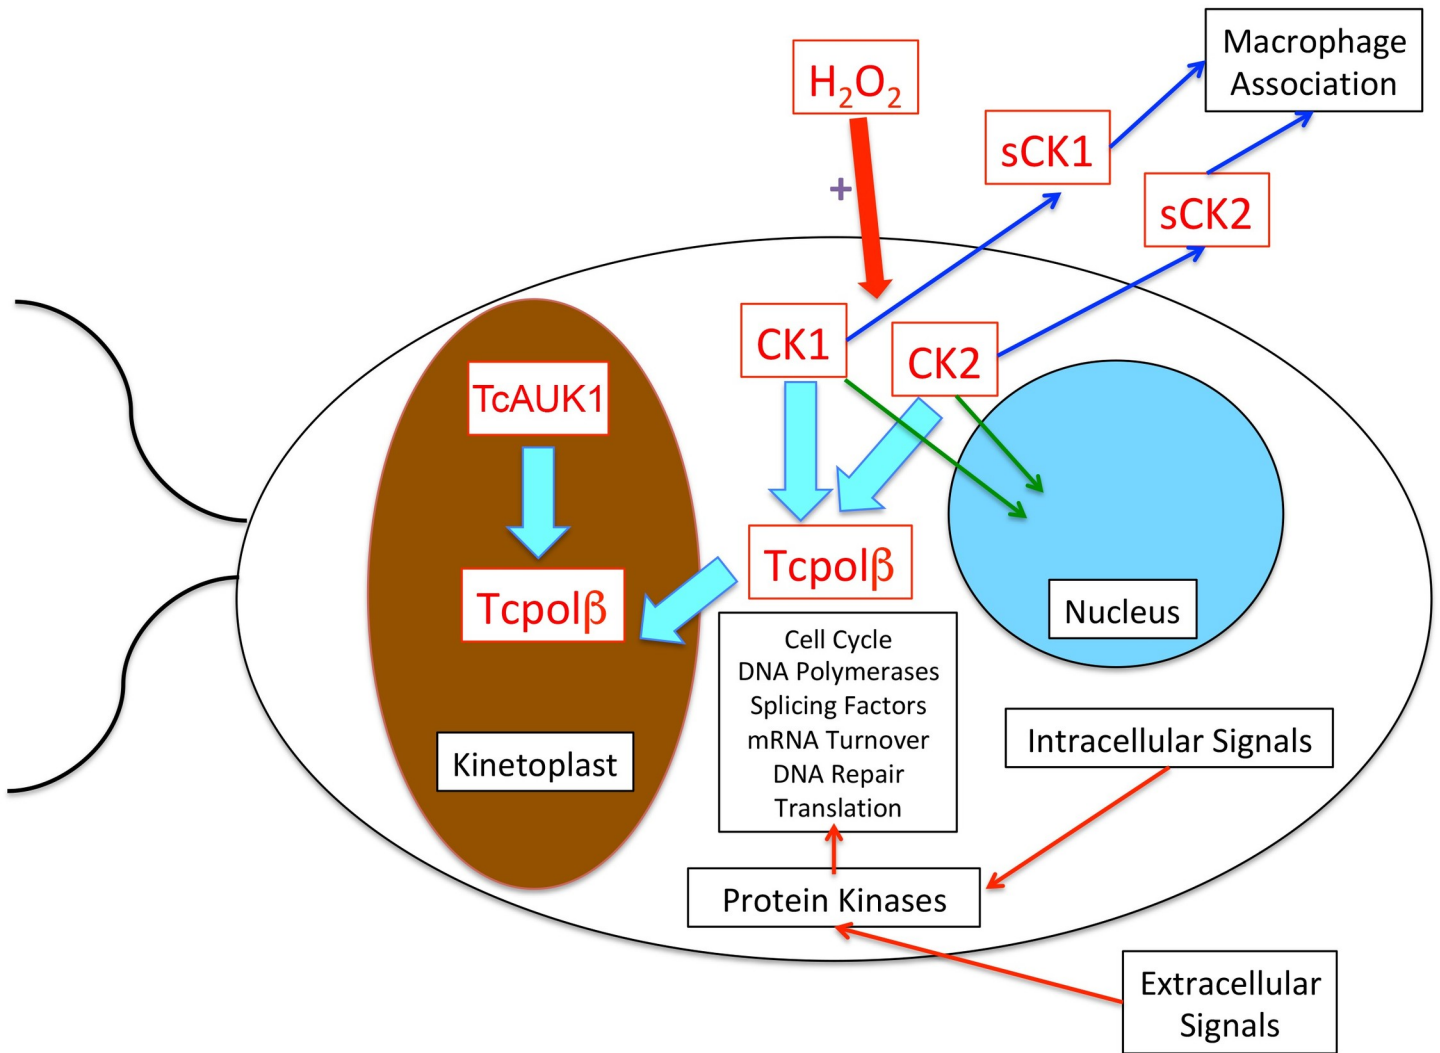 Macrophage
Association
H₂O₂
+
sCK1
sCK2
CK1
CK2
TcAUK1
Tcpolβ
Tcpolβ
Nucleus
Kinetoplast
Cell Cycle
DNA Polymerases
Splicing Factors
mRNA Turnover
DNA Repair
Translation
Intracellular Signals
Protein Kinases
Extracellular
Signals